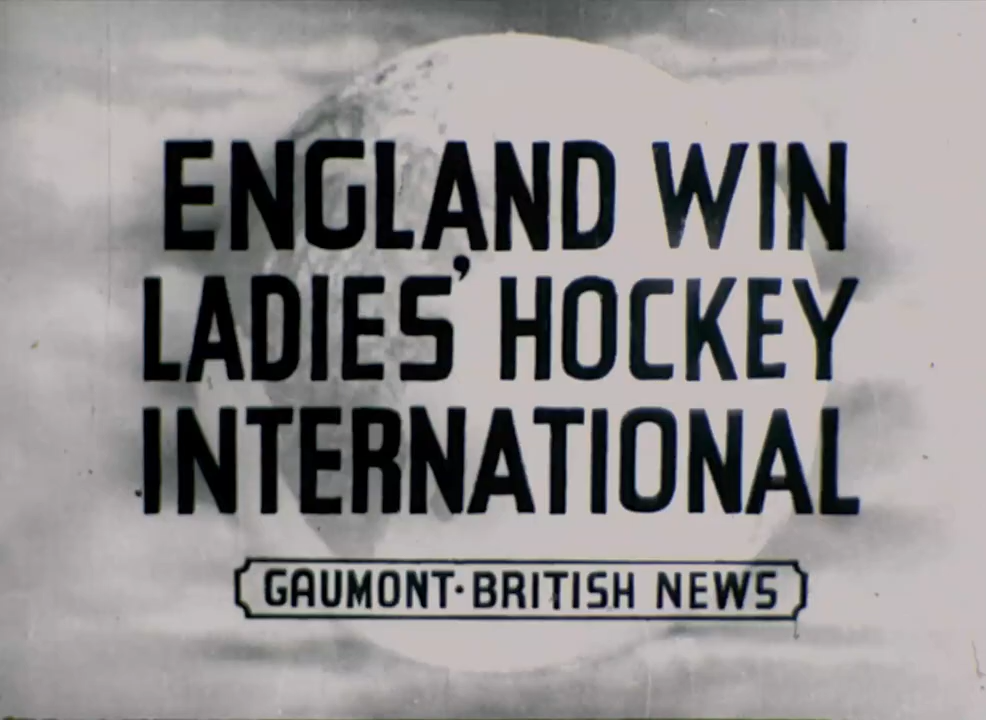 ENGLAND WIN
LADIES' HOCKEY
INTERNATIONAL
GAUMONT·BRITISH NEWS